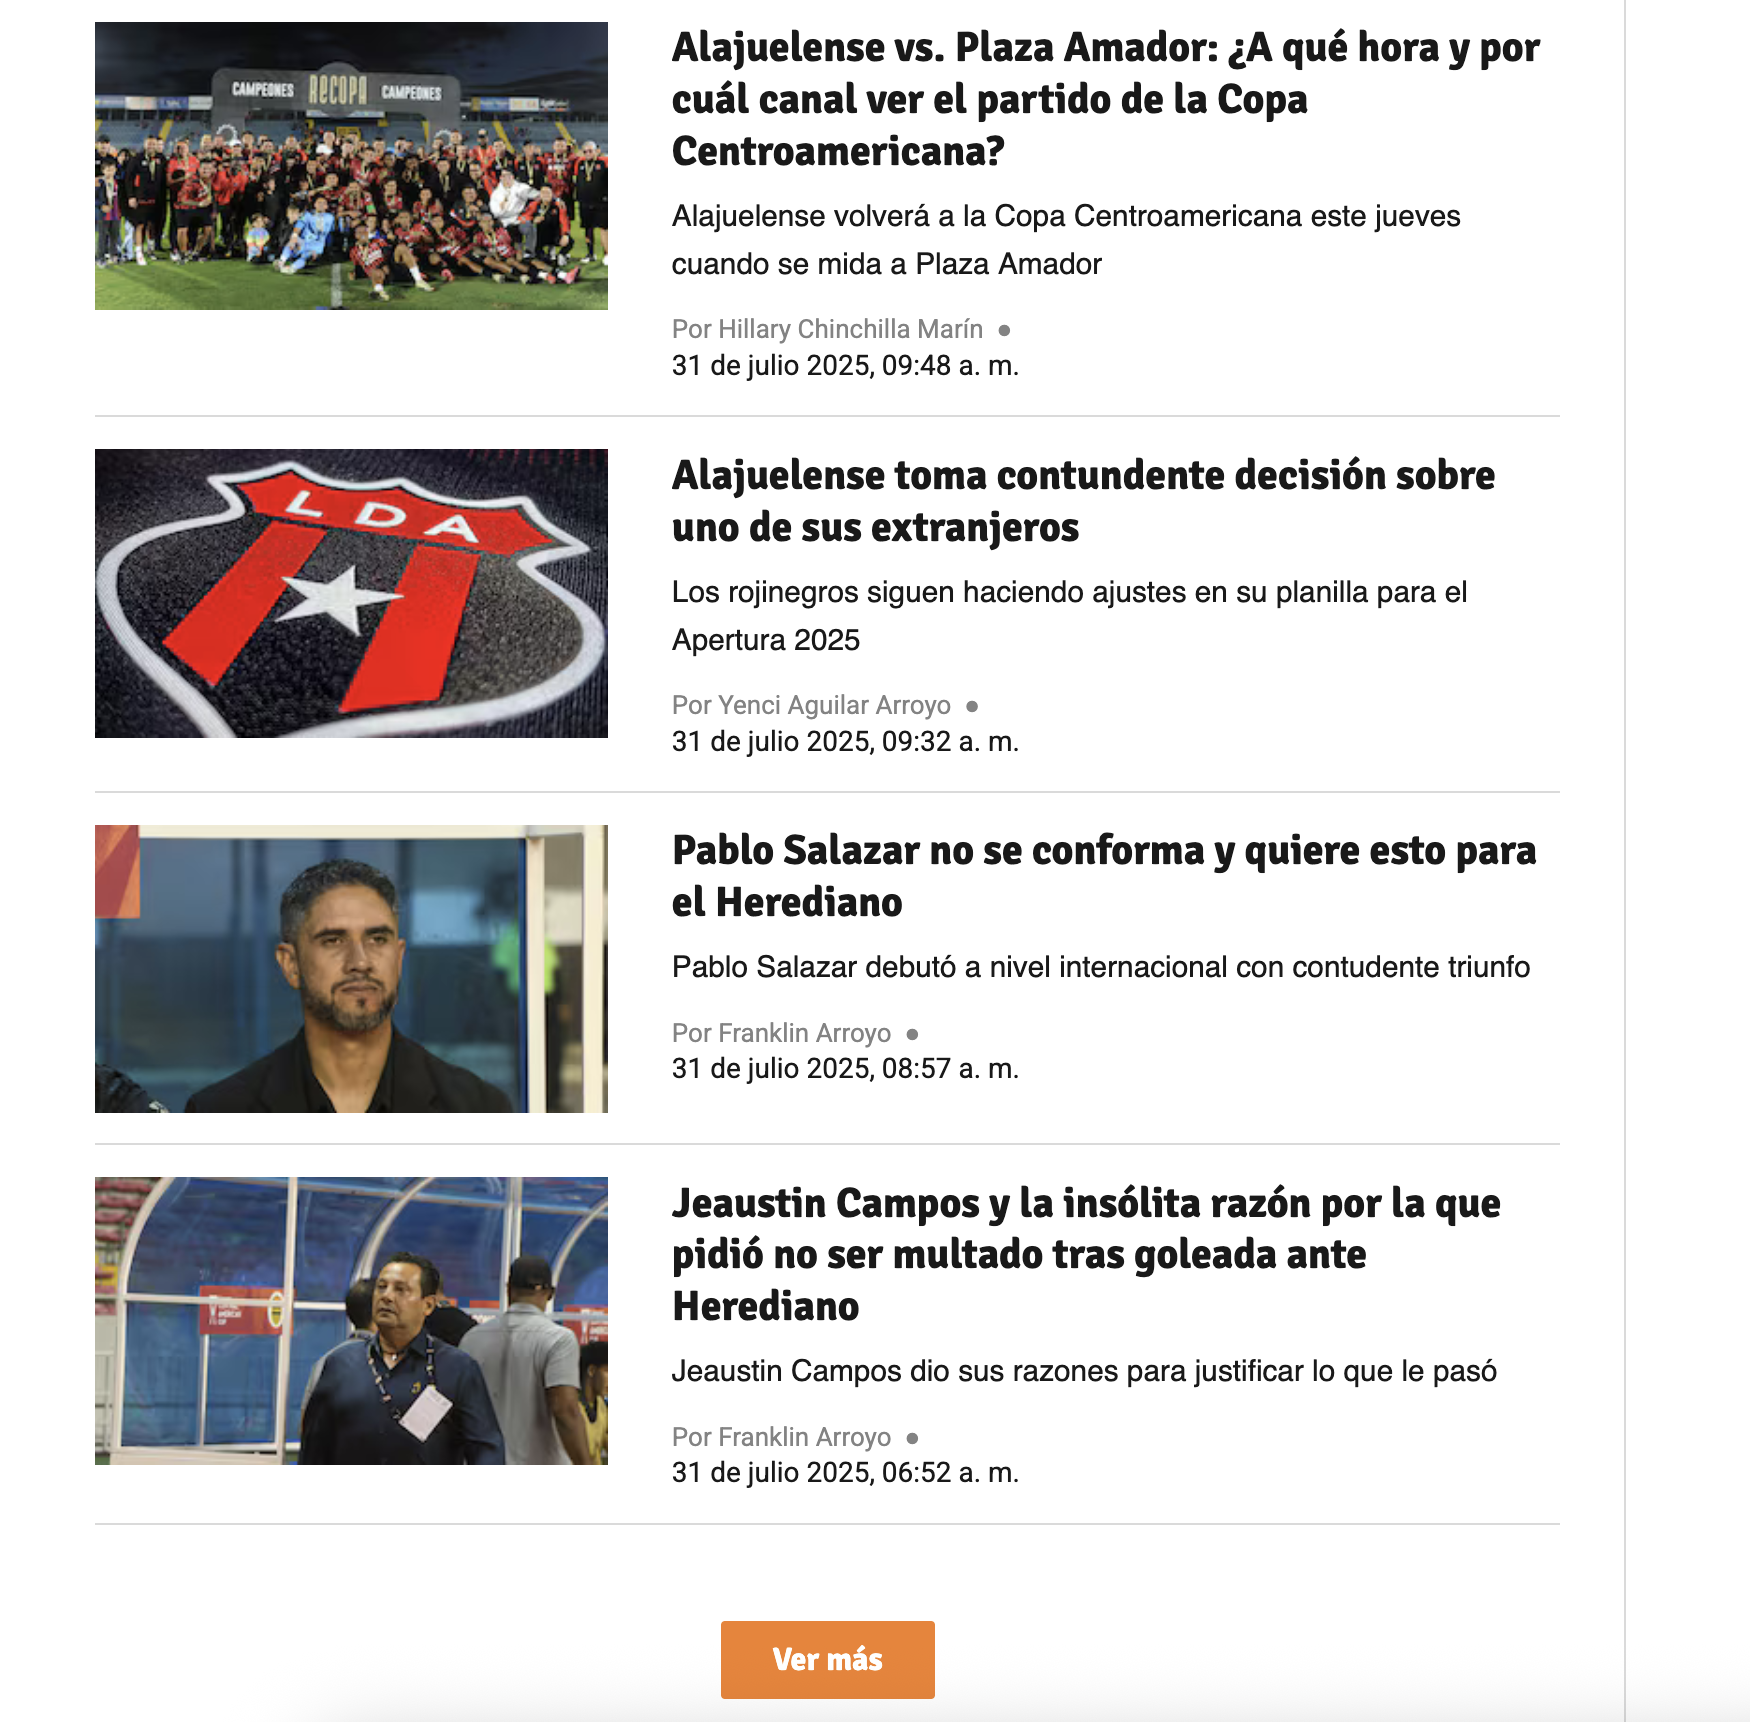 CAMPEONES RECOPA CAMPEONES
Alajuelense vs. Plaza Amador: ¿A qué hora y por
cuál canal ver el partido de la Copa
Centroamericana?
Alajuelense volverá a la Copa Centroamericana este jueves
cuando se mida a Plaza Amador
Por Hillary Chinchilla Marín ●
31 de julio 2025, 09:48 a. m.
LDA
Alajuelense toma contundente decisión sobre
uno de sus extranjeros
Los rojinegros siguen haciendo ajustes en su planilla para el
Apertura 2025
Por Yenci Aguilar Arroyo ●
31 de julio 2025, 09:32 a. m.
Pablo Salazar no se conforma y quiere esto para
el Herediano
Pablo Salazar debutó a nivel internacional con contudente triunfo
Por Franklin Arroyo ●
31 de julio 2025, 08:57 a. m.
Jeaustin Campos y la insólita razón por la que
pidió no ser multado tras goleada ante
Herediano
Jeaustin Campos dio sus razones para justificar lo que le pasó
Por Franklin Arroyo ●
31 de julio 2025, 06:52 a. m.
Ver más